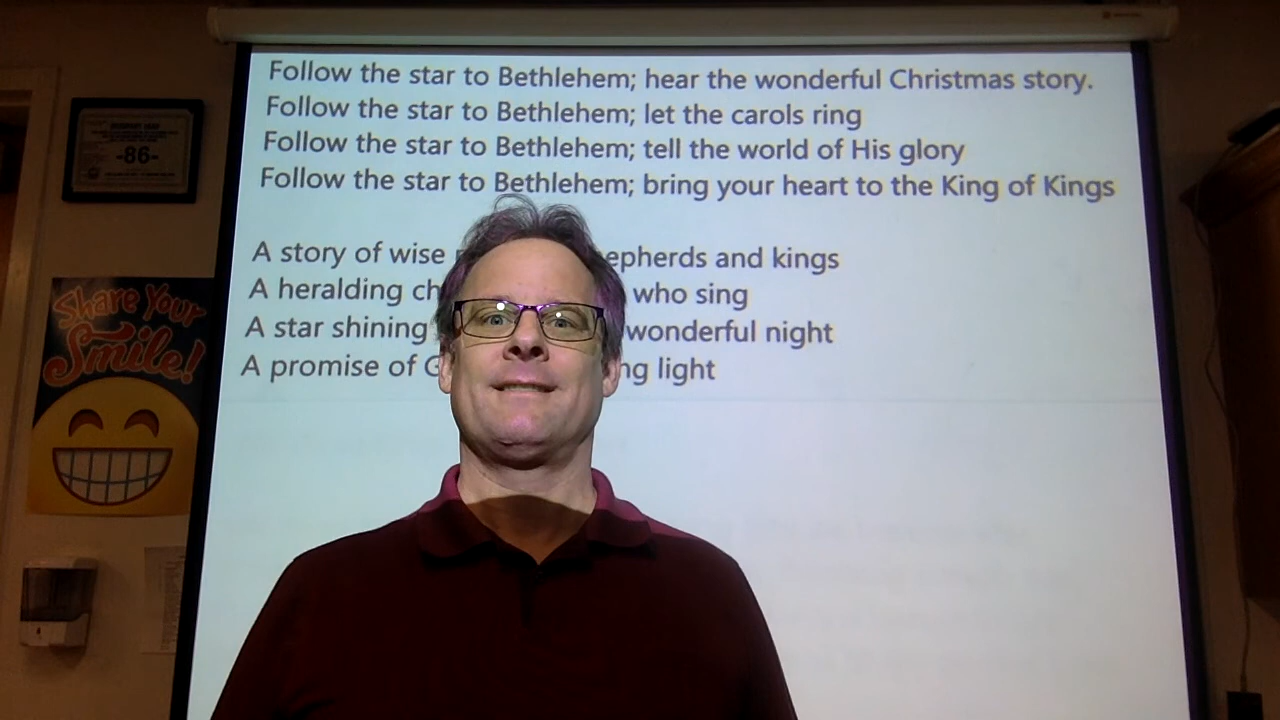 Follow the star to Bethlehem; hear the wonderful Christmas story.
Follow the star to Bethlehem; let the carols ring
Follow the star to Bethlehem; tell the world of His glory
Follow the star to Bethlehem; bring your heart to the King of Kings
A story of wise epherds and kings
A heralding ch who sing
A star shining wonderful night
A promise of G ng light
-86-
Share Your
Smile!